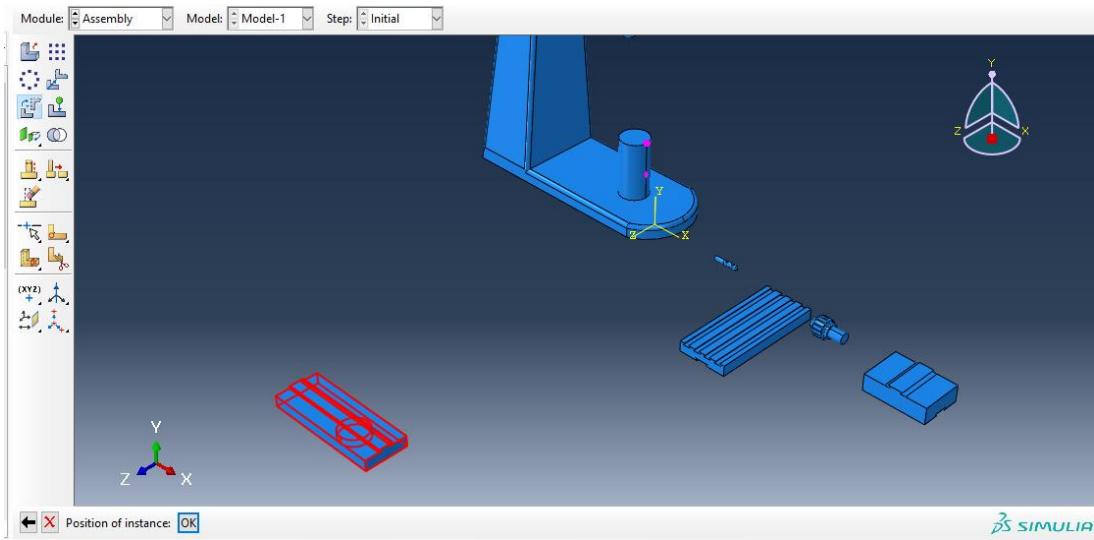 Module: Assembly Model: Model-1 Step: Initial
(XYZ)
Y
Z X
Y
Z X
Y
Z X
Position of instance: OK
SIMULIA